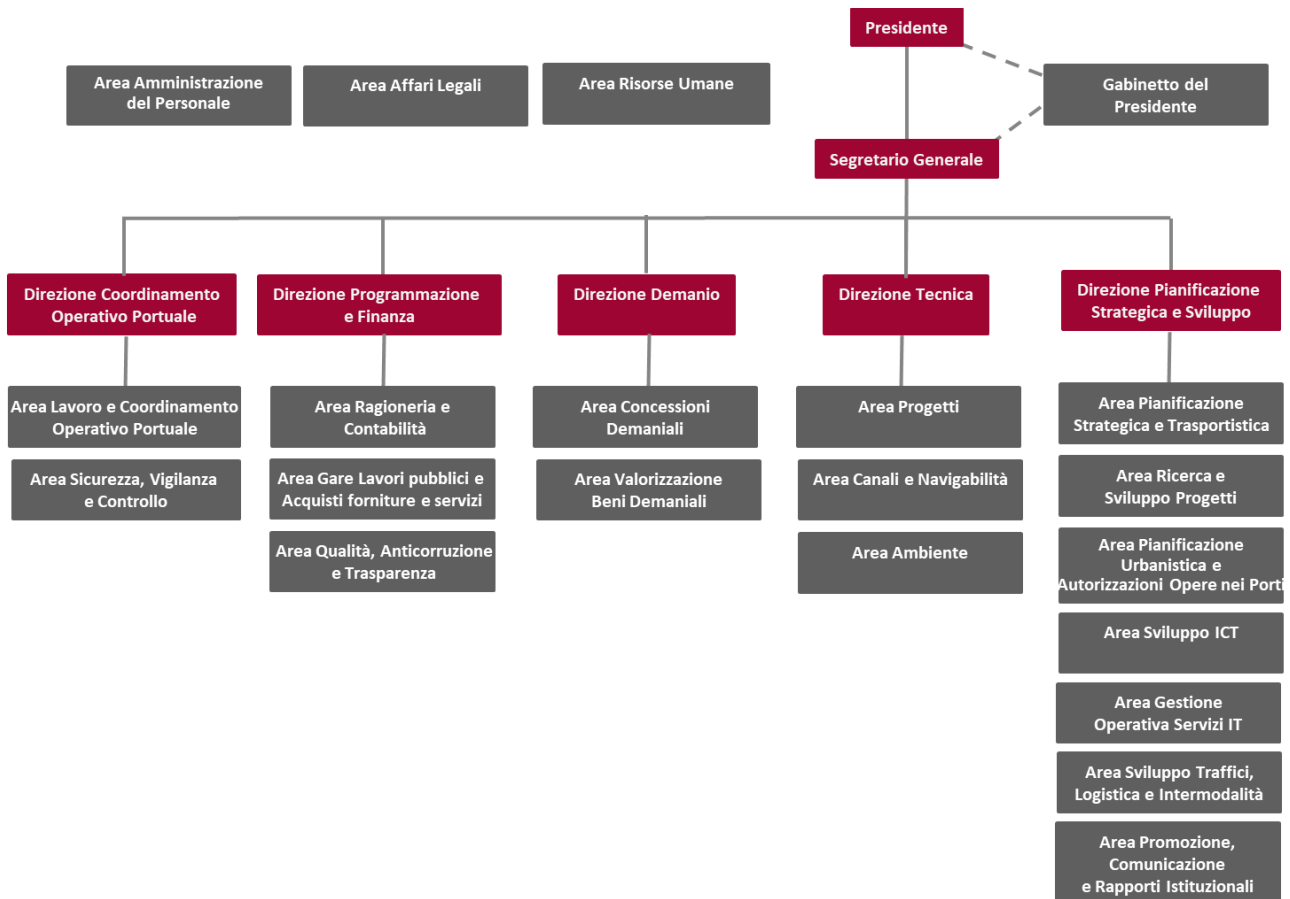 Presidente
Area Amministrazione
del Personale
Area Affari Legali
Area Risorse Umane
Gabinetto del
Presidente
Segretario Generale
Direzione Coordinamento
Operativo Portuale
Direzione Programmazione
e Finanza
Direzione Demanio
Direzione Tecnica
Direzione Pianificazione
Strategica e Sviluppo
Area Lavoro e Coordinamento
Operativo Portuale
Area Sicurezza, Vigilanza
e Controllo
Area Ragioneria e
Contabilità
Area Gare Lavori pubblici e
Acquisti forniture e servizi
Area Qualità, Anticorruzione
e Trasparenza
Area Concessioni
Demaniali
Area Valorizzazione
Beni Demaniali
Area Progetti
Area Canali e Navigabilità
Area Ambiente
Area Pianificazione
Strategica e Trasportistica
Area Ricerca e
Sviluppo Progetti
Area Pianificazione
Urbanistica e
Autorizzazioni Opere nei Porti
Area Sviluppo ICT
Area Gestione
Operativa Servizi IT
Area Sviluppo Traffici,
Logistica e Intermodalità
Area Promozione,
Comunicazione
e Rapporti Istituzionali